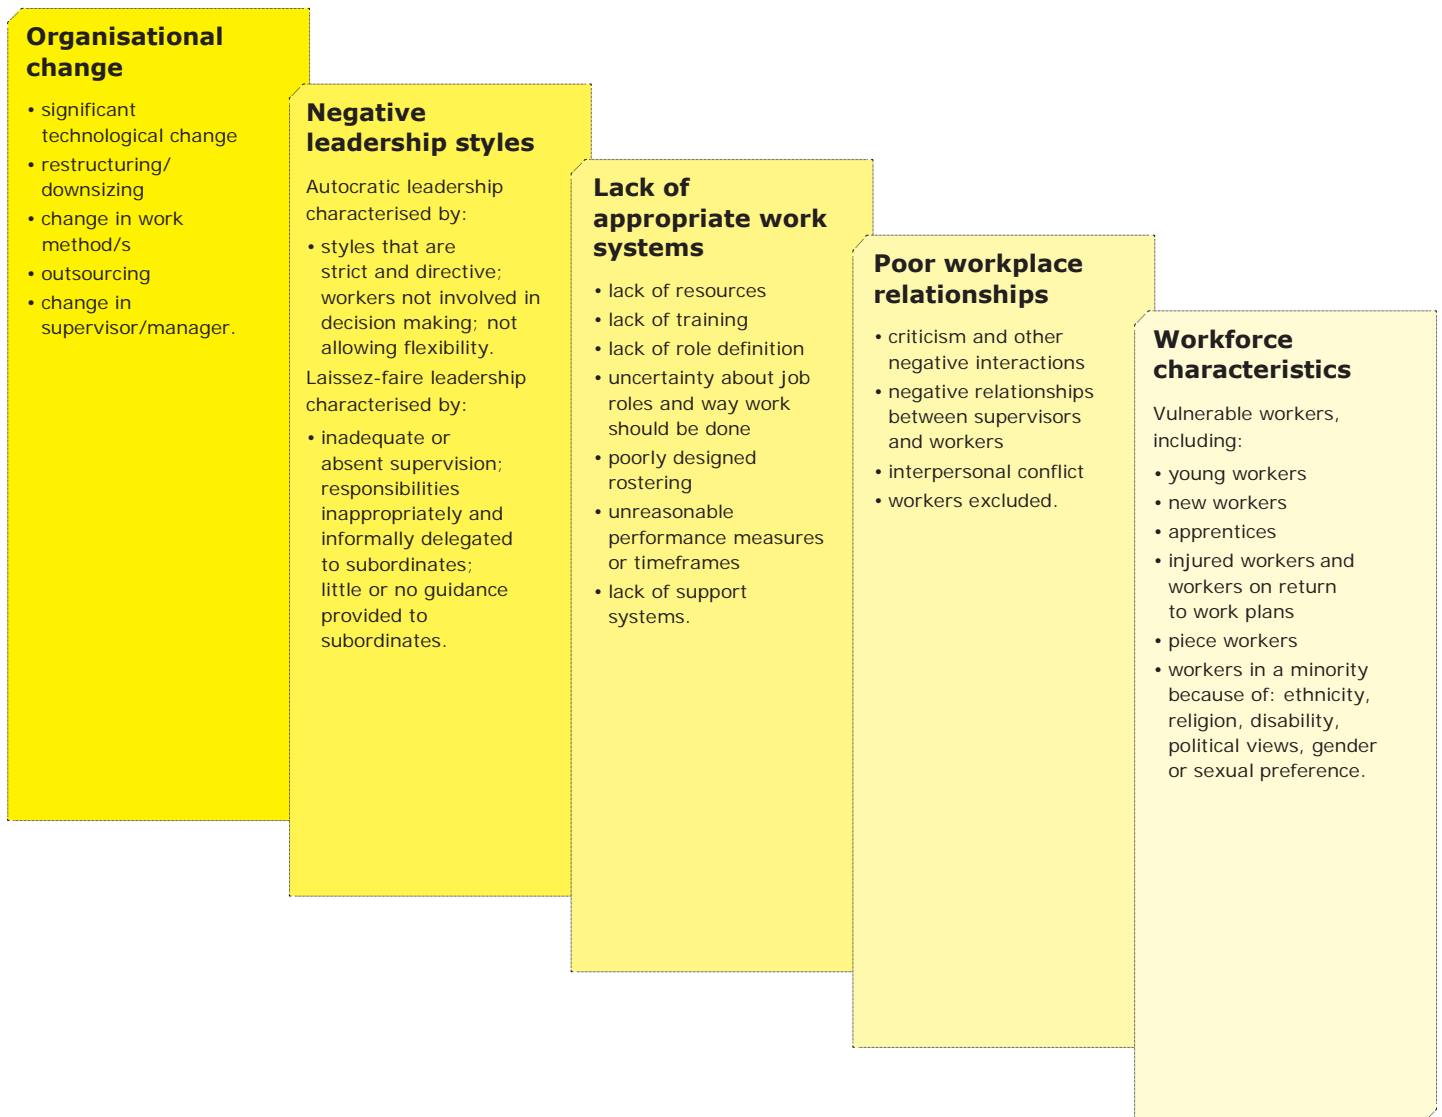 Organisational
change
• significant
technological change
• restructuring/
downsizing
• change in work
method/s
• outsourcing
• change in
supervisor/manager.
Negative
leadership styles
Autocratic leadership
characterised by:
• styles that are
strict and directive;
workers not involved in
decision making; not
allowing flexibility.
Laissez-faire leadership
characterised by:
• inadequate or
absent supervision;
responsibilities
inappropriately and
informally delegated
to subordinates;
little or no guidance
provided to
subordinates.
Lack of
appropriate work
systems
• lack of resources
• lack of training
• lack of role definition
• uncertainty about job
roles and way work
should be done
• poorly designed
rostering
• unreasonable
performance measures
or timeframes
• lack of support
systems.
Poor workplace
relationships
• criticism and other
negative interactions
• negative relationships
between supervisors
and workers
• interpersonal conflict
• workers excluded.
Workforce
characteristics
Vulnerable workers,
including:
• young workers
• new workers
• apprentices
• injured workers and
workers on return
to work plans
• piece workers
• workers in a minority
because of: ethnicity,
religion, disability,
political views, gender
or sexual preference.